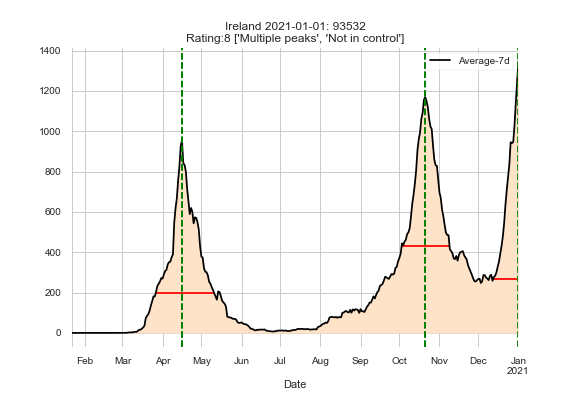 Ireland 2021-01-01: 93532
Rating:8 ['Multiple peaks', 'Not in control']
1400
1200
1000
800
600
400
200
0
Average-7d
Feb Mar Apr May Jun Jul Aug Sep Oct Nov Dec Jan
2021
Date